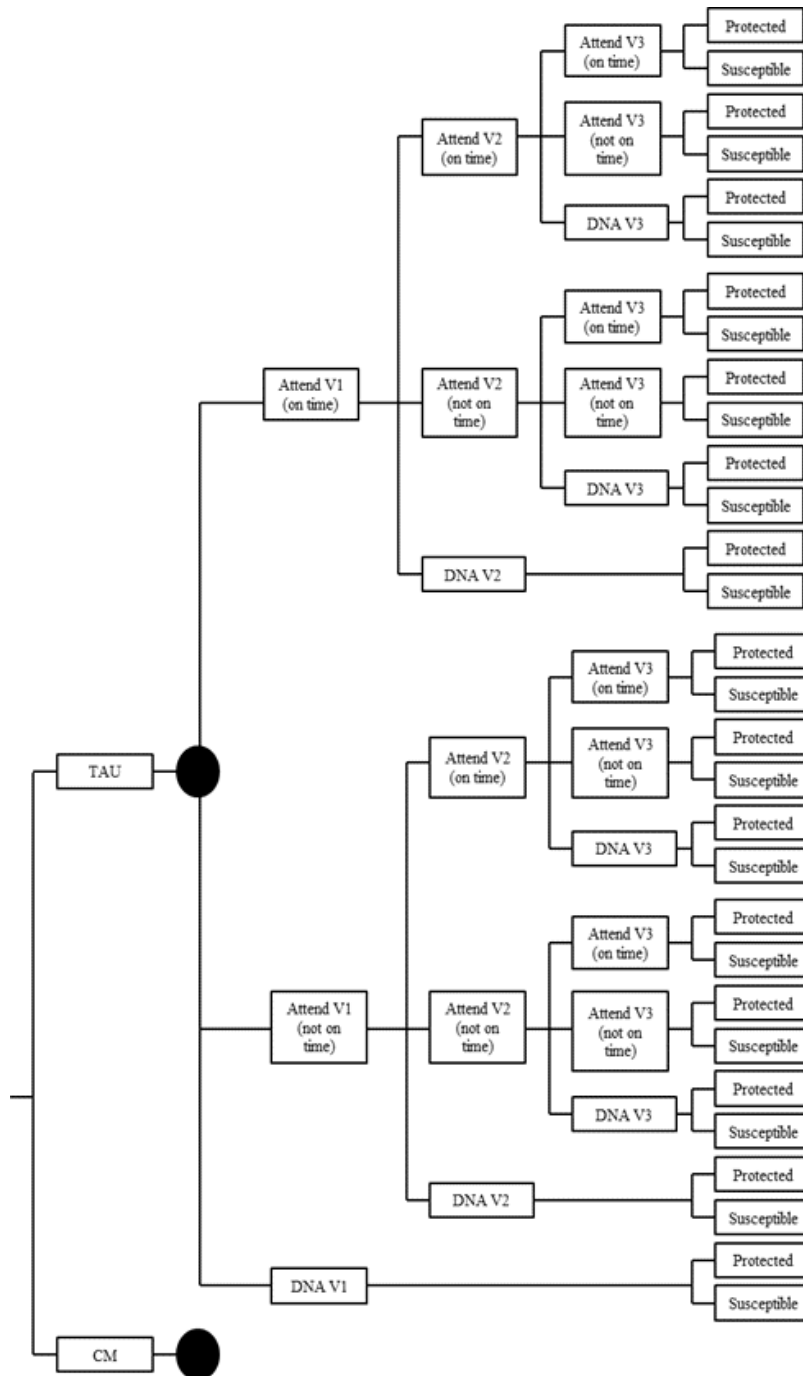 Protected
Attend V3
(on time)
Susceptible
Protected
Attend V2
(on time)
Attend V3
(not on
time)
Susceptible
Protected
DNA V3
Susceptible
Protected
Attend V3
(on time)
Susceptible
Attend V1
(on time)
Attend V2
(not on
time)
Attend V3
(not on
time)
Protected
Susceptible
Protected
DNA V3
Susceptible
Protected
DNA V2
Susceptible
Protected
Attend V3
(on time)
Susceptible
TAU
Attend V2
(on time)
Attend V3
(not on
time)
Protected
Susceptible
Protected
DNA V3
Susceptible
Protected
Attend V3
(on time)
Susceptible
Attend V1
(not on
time)
Attend V2
(not on
time)
Attend V3
(not on
time)
Protected
Susceptible
Protected
DNA V3
Susceptible
Protected
DNA V2
Susceptible
Protected
DNA V1
Susceptible
CM